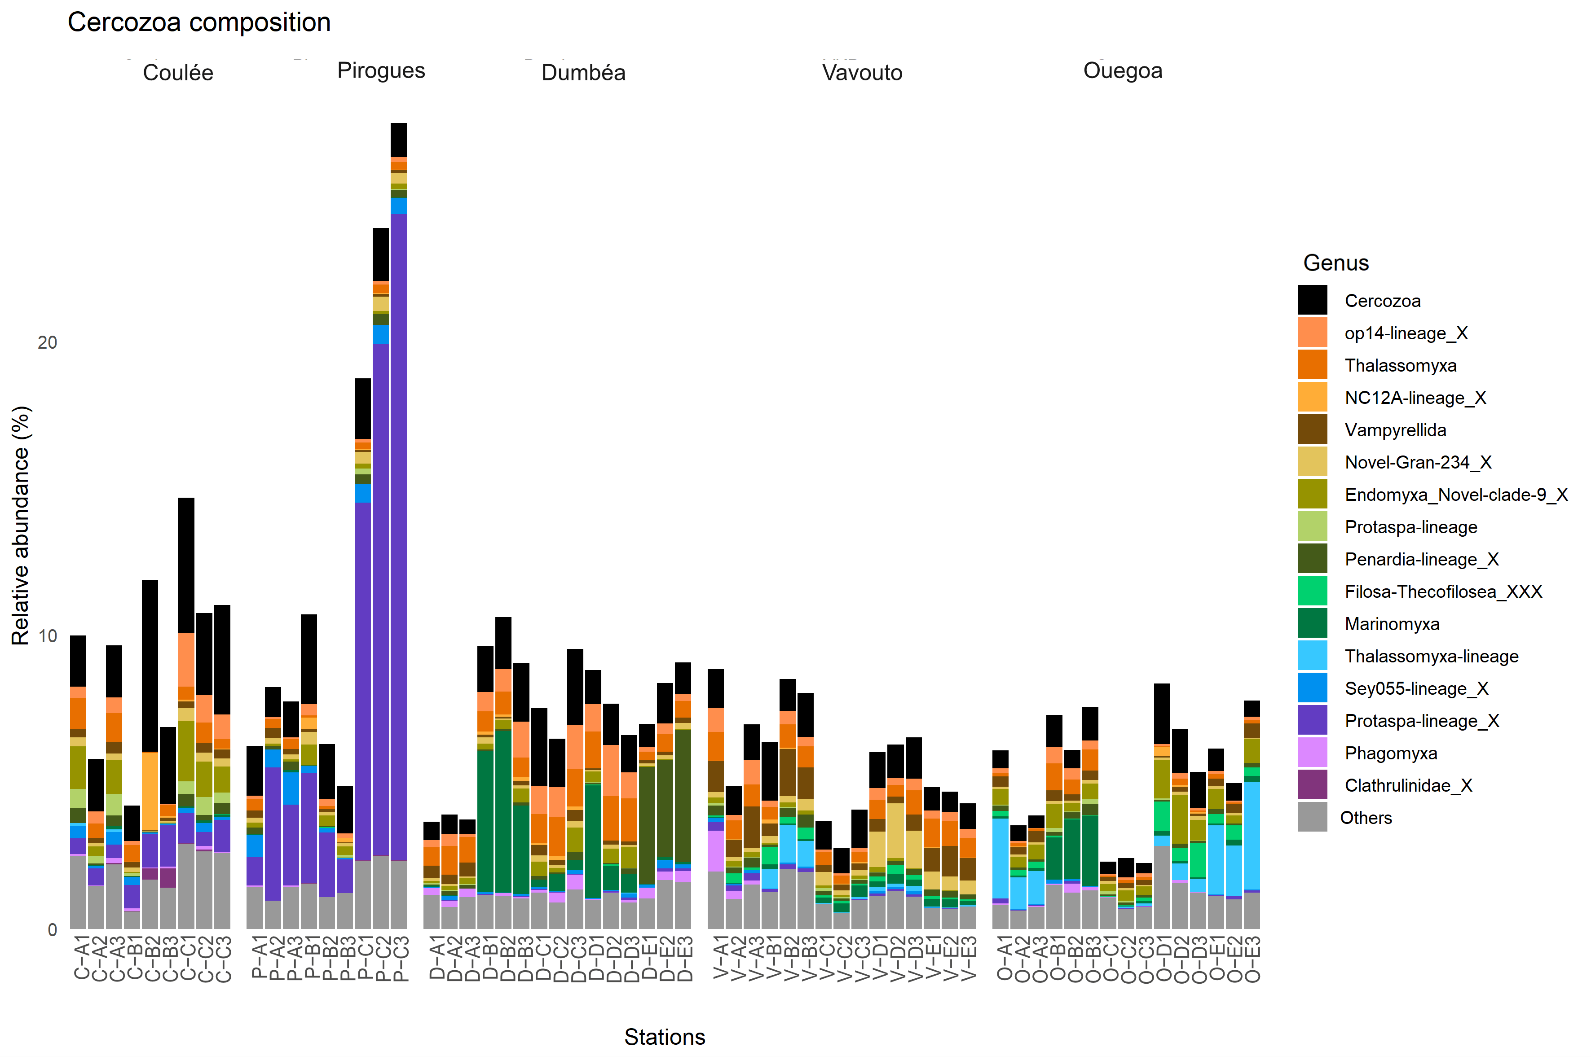 Cercozoa composition
Coulée Pirogues Dumbéa Vavouto Ouegoa
Relative abundance (%)
20
10
0
C-A1 C-A2 C-A3 C-B1 C-B2 C-B3 C-C1 C-C2 C-C3 P-A1 P-A2 P-A3 P-B1 P-B2 P-B3 P-C1 P-C2 P-C3 D-A1 D-A2 D-A3 D-B1 D-B2 D-B3 D-C1 D-C2 D-C3 D-D1 D-D2 D-D3 D-E1 D-E2 D-E3 V-A1 V-A2 V-A3 V-B1 V-B2 V-B3 V-C1 V-C2 V-C3 V-D1 V-D2 V-D3 V-E1 V-E2 V-E3 O-A1 O-A2 O-A3 O-B1 O-B2 O-B3 O-C1 O-C2 O-C3 O-D1 O-D2 O-D3 O-E1 O-E2 O-E3
Stations
Genus
Cercozoa
op14-lineage_X
Thalassomyxa
NC12A-lineage_X
Vampyrellida
Novel-Gran-234_X
Endomyxa_Novel-clade-9_X
Protaspa-lineage
Penardia-lineage_X
Filosa-Thecofilosea_XXX
Marinomyxa
Thalassomyxa-lineage
Sey055-lineage_X
Protaspa-lineage_X
Phagomyxa
Clathrulinidae_X
Others